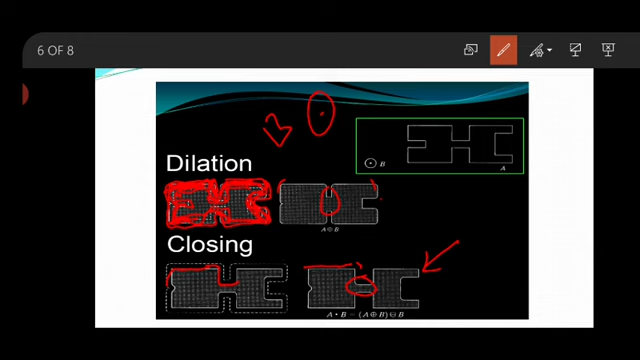 6 OF 8
B
B
A
Dilation
A ⊕ B
Closing
A • B = (A ⊕ B) ⊖ B